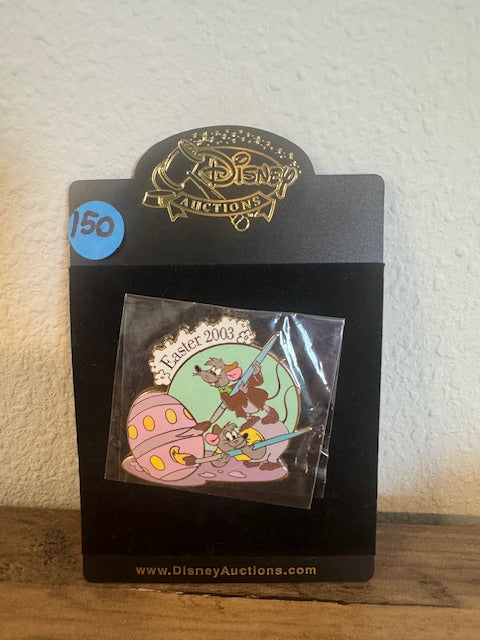 Disney
AUCTIONS
150
Easter 2003
www.DisneyAuctions.com